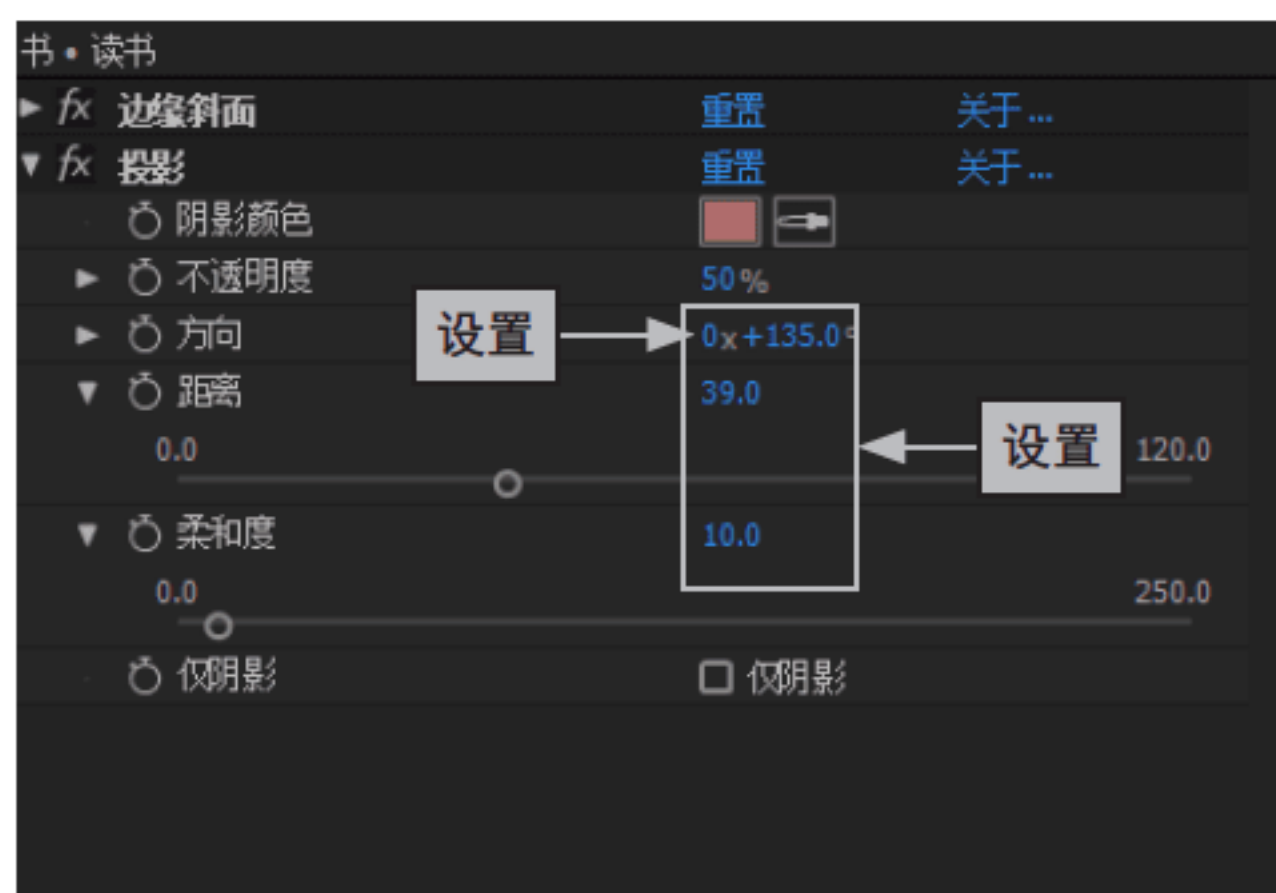 书 • 读书
fx 边缘斜面 重置 关于...
fx 投影 重置 关于...
阴影颜色
不透明度 50%
方向 设置 0x+135.0°
距离 39.0
0.0 设置 120.0
柔和度 10.0
0.0 250.0
仅阴影 仅阴影